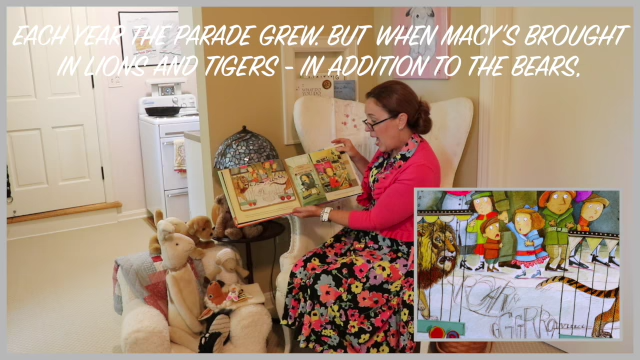 EACH YEAR THE PARADE GREW. BUT WHEN MACY'S BROUGHT
IN LIONS AND TIGERS - IN ADDITION TO THE BEARS,